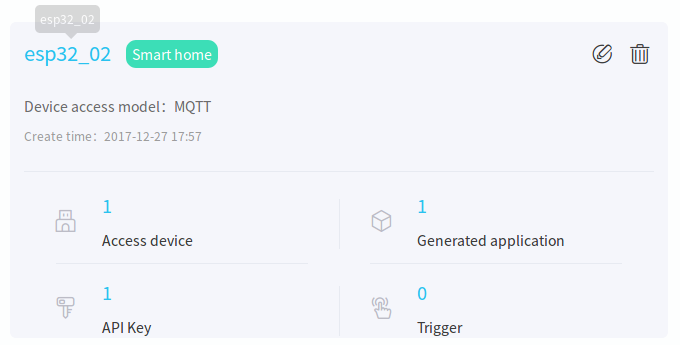 esp32_02
esp32_02 Smart home
Device access model：MQTT
Create time：2017-12-27 17:57
1
Access device
1
Generated application
1
API Key
0
Trigger